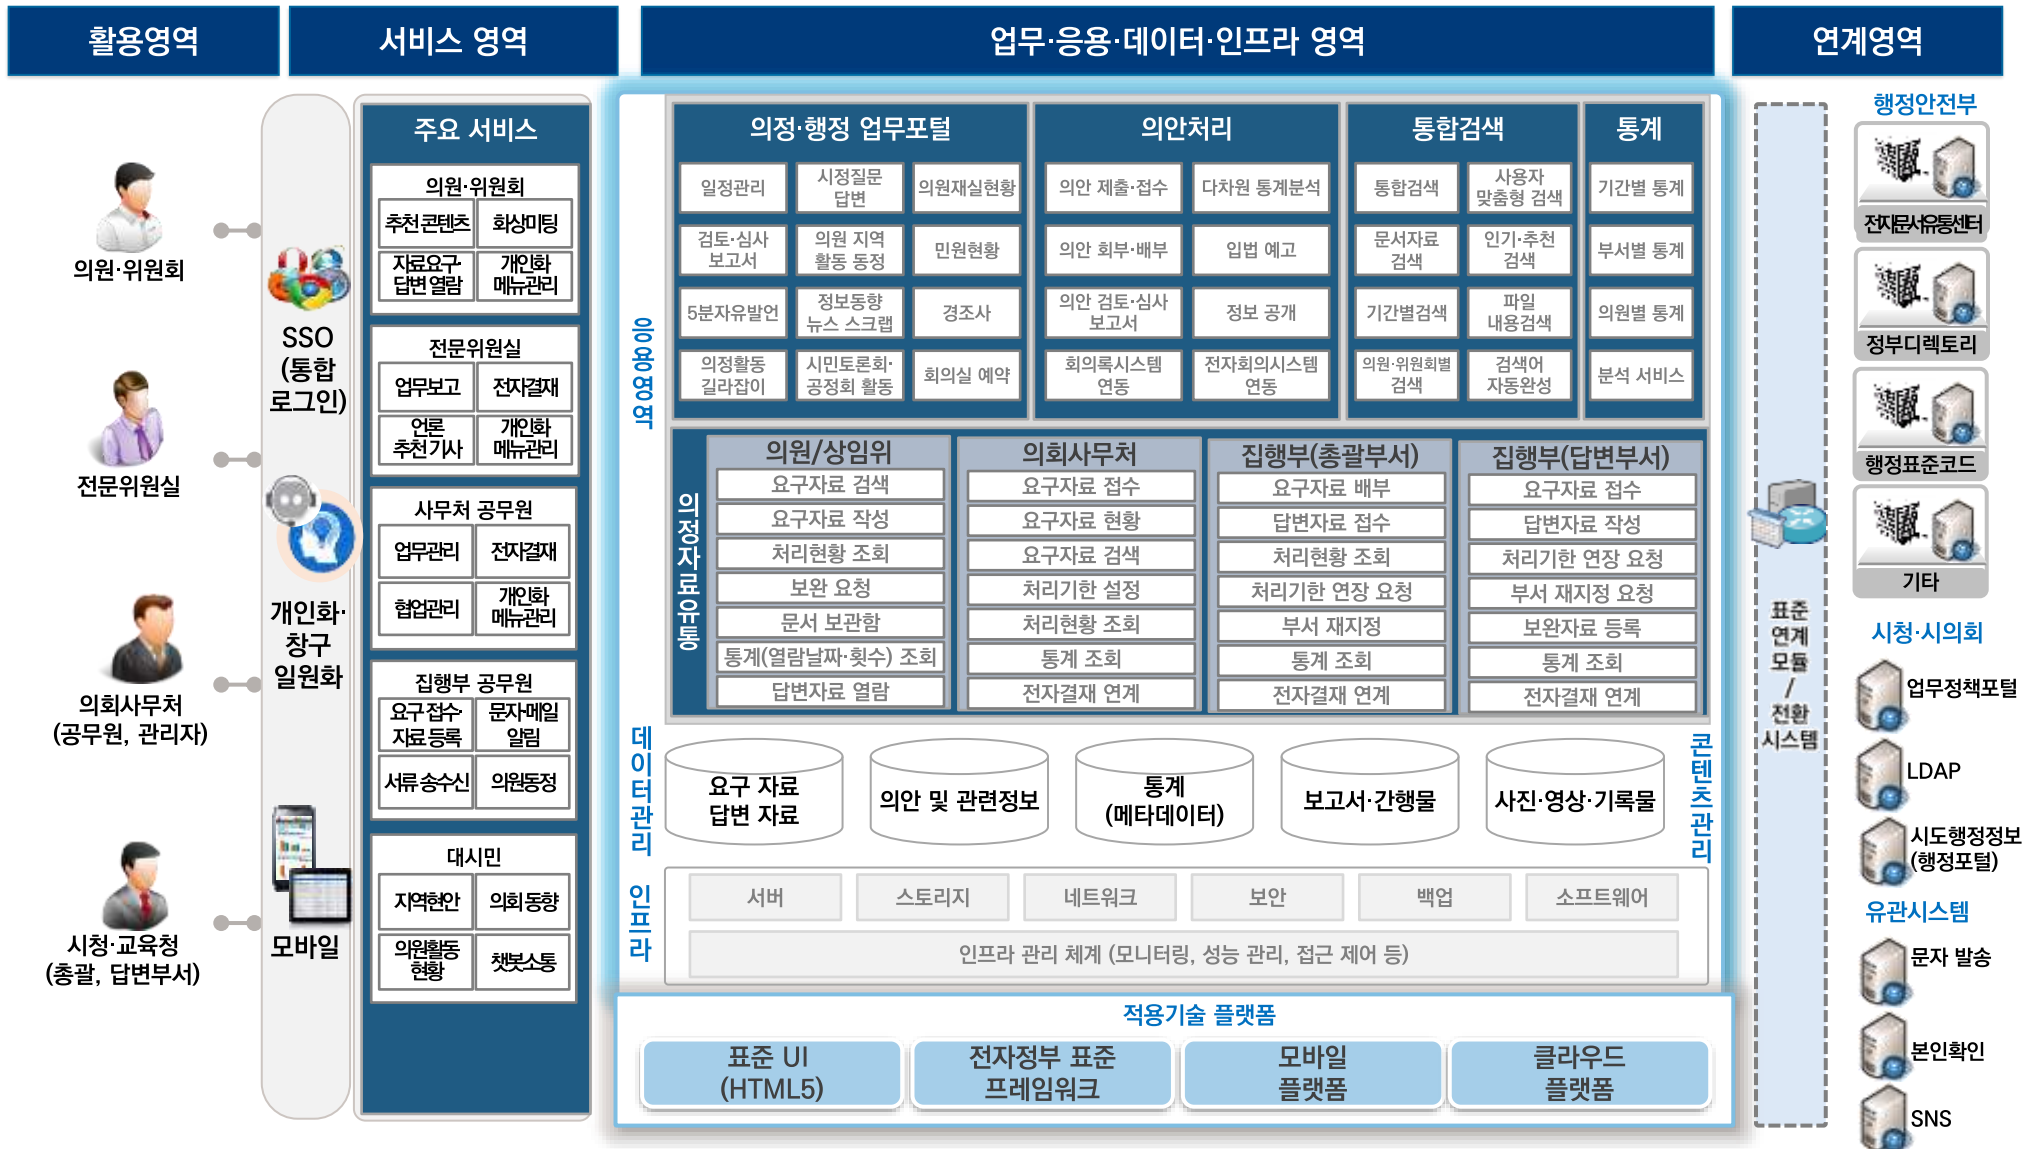 활용영역
서비스 영역
업무·응용·데이터·인프라 영역
연계영역
의원·위원회
전문위원실
의회사무처
(공무원, 관리자)
시청·교육청
(총괄, 답변부서)
SSO
(통합
로그인)
개인화·
창구
일원화
모바일
주요 서비스
의원·위원회
추천 콘텐츠
화상미팅
자료요구·
답변 열람
개인화
메뉴관리
전문위원실
업무보고
전자결재
언론
추천 기사
개인화
메뉴관리
사무처 공무원
업무관리
전자결재
협업관리
개인화
메뉴관리
집행부 공무원
요구 접수·
자료 등록
문자·메일
알림
서류 송수신
의원동정
대시민
지역현안
의회 동향
의원활동
현황
챗봇소통
응용영역
의정·행정 업무포털
일정관리
시정질문
답변
의원재실현황
검토·심사
보고서
의원 지역
활동 동정
민원현황
5분자유발언
정보동향
뉴스 스크랩
경조사
의정활동
길라잡이
시민토론회·
공정회 활동
회의실 예약
의안처리
의안 제출·접수
다차원 통계분석
의안 회부·배부
입법 예고
의안 검토·심사
보고서
정보 공개
회의록시스템
연동
전자회의시스템
연동
통합검색
통합검색
사용자
맞춤형 검색
문서자료
검색
인기·추천
검색
기간별검색
파일
내용검색
의원·위원회별
검색
검색어
자동완성
통계
기간별 통계
부서별 통계
의원별 통계
분석 서비스
의정자료유통
의원/상임위
요구자료 검색
요구자료 작성
처리현황 조회
보완 요청
문서 보관함
통계(열람날짜·횟수) 조회
답변자료 열람
의회사무처
요구자료 접수
요구자료 현황
요구자료 검색
처리기한 설정
처리현황 조회
통계 조회
전자결재 연계
집행부(총괄부서)
요구자료 배부
답변자료 접수
처리현황 조회
처리기한 연장 요청
부서 재지정
통계 조회
전자결재 연계
집행부(답변부서)
요구자료 접수
답변자료 작성
처리기한 연장 요청
부서 재지정 요청
보완자료 등록
통계 조회
전자결재 연계
데이터관리
요구 자료
답변 자료
의안 및 관련정보
통계
(메타데이터)
보고서·간행물
사진·영상·기록물
콘텐츠관리
인프라
서버
스토리지
네트워크
보안
백업
소프트웨어
인프라 관리 체계 (모니터링, 성능 관리, 접근 제어 등)
적용기술 플랫폼
표준 UI
(HTML5)
전자정부 표준
프레임워크
모바일
플랫폼
클라우드
플랫폼
표준
연계
모듈
/
전환
시스템
행정안전부
전자문서유통센터
정부디렉토리
행정표준코드
기타
시청·시의회
업무정책포털
LDAP
시도행정정보
(행정포털)
유관시스템
문자 발송
본인확인
SNS